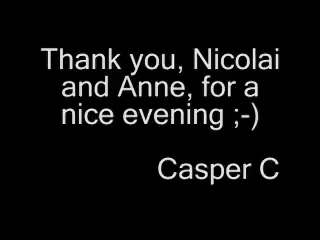 Thank you, Nicolai
and Anne, for a
nice evening ;-)
Casper C